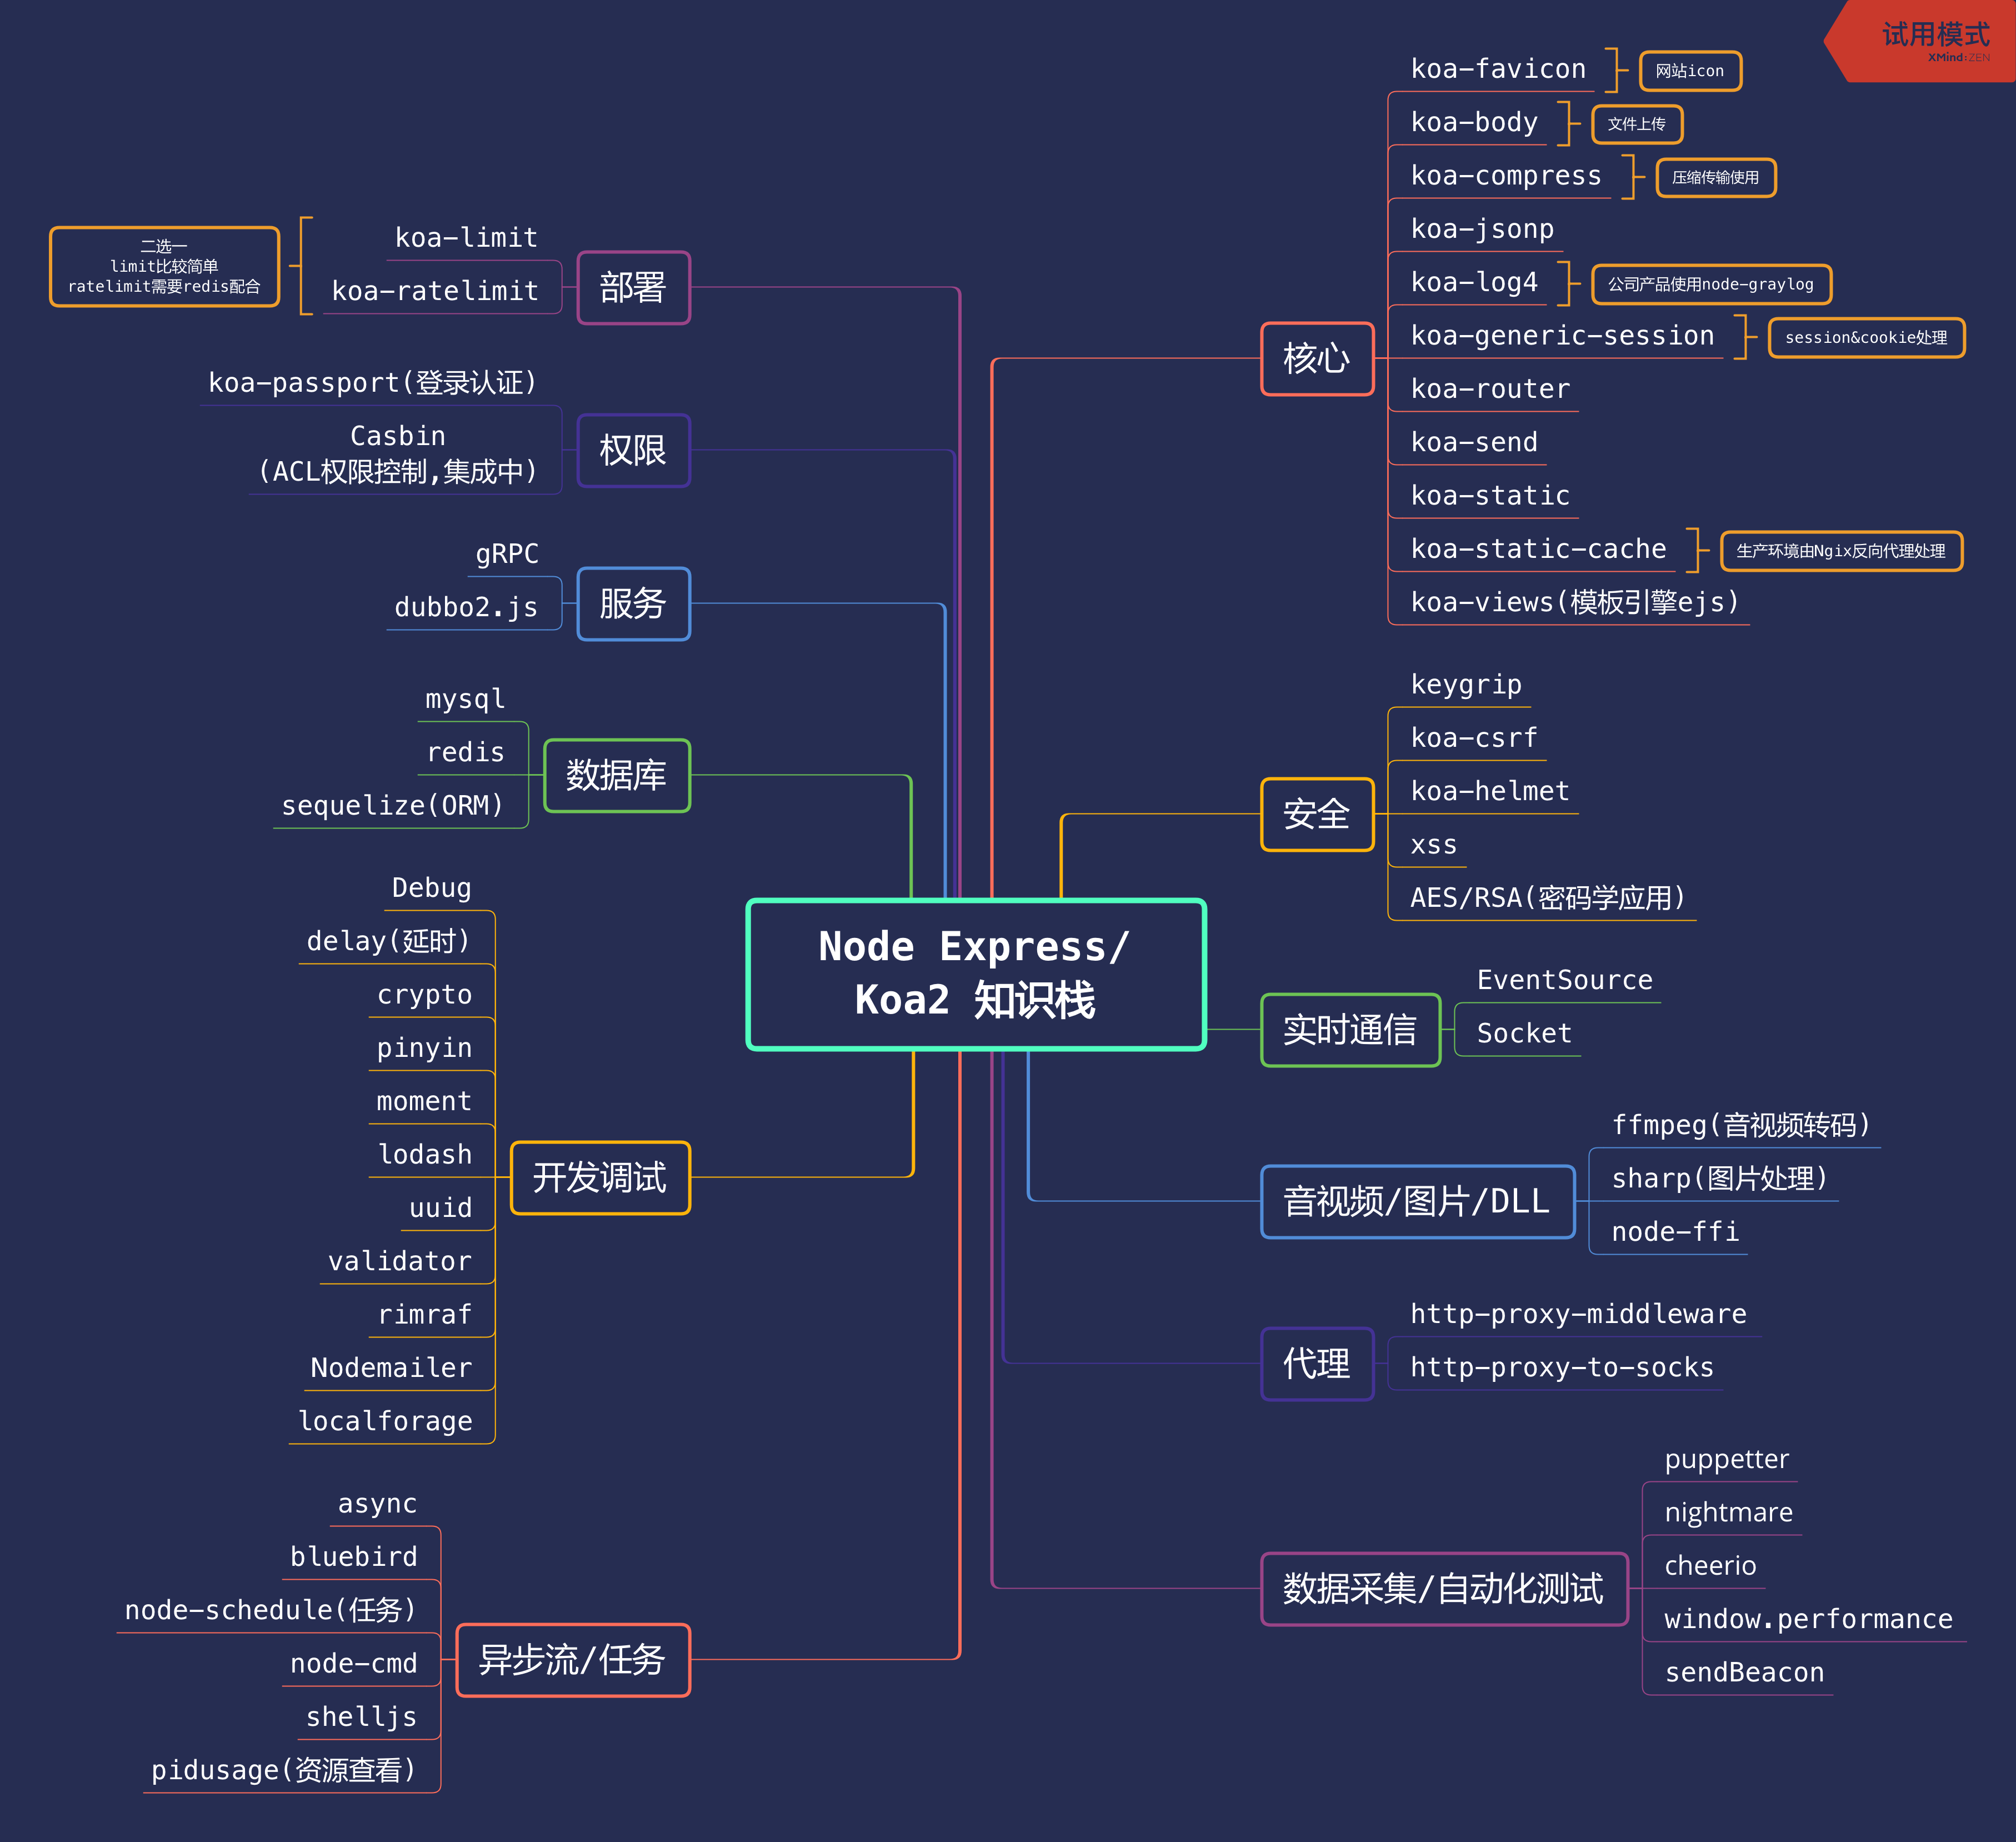 试用模式
XMind:ZEN
Node Express/
Koa2 知识栈
核心
koa-favicon
网站icon
koa-body
文件上传
koa-compress
压缩传输使用
koa-jsonp
koa-log4
公司产品使用node-graylog
koa-generic-session
session&cookie处理
koa-router
koa-send
koa-static
koa-static-cache
生产环境由Ngix反向代理处理
koa-views(模板引擎ejs)
安全
keygrip
koa-csrf
koa-helmet
xss
AES/RSA(密码学应用)
实时通信
EventSource
Socket
音视频/图片/DLL
ffmpeg(音视频转码)
sharp(图片处理)
node-ffi
代理
http-proxy-middleware
http-proxy-to-socks
数据采集/自动化测试
puppetter
nightmare
cheerio
window.performance
sendBeacon
部署
koa-limit
koa-ratelimit
二选一
limit比较简单
ratelimit需要redis配合
权限
koa-passport(登录认证)
Casbin
(ACL权限控制,集成中)
服务
gRPC
dubbo2.js
数据库
mysql
redis
sequelize(ORM)
开发调试
Debug
delay(延时)
crypto
pinyin
moment
lodash
uuid
validator
rimraf
Nodemailer
localforage
异步流/任务
async
bluebird
node-schedule(任务)
node-cmd
shelljs
pidusage(资源查看)